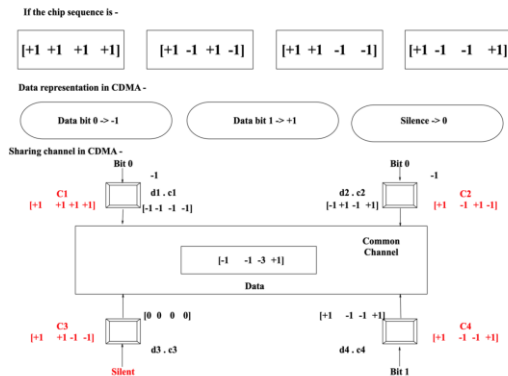 If the chip sequence is -
[+1 +1 +1 +1] [+1 -1 +1 -1] [+1 +1 -1 -1] [+1 -1 -1 +1]
Data representation in CDMA -
Data bit 0 -> -1 Data bit 1 -> +1 Silence -> 0
Sharing channel in CDMA -
Bit 0 Bit 0
-1 -1
C1 d1 . c1 d2 . c2 C2
[+1 +1 +1 +1] [-1 -1 -1 -1] [-1 +1 -1 +1] [+1 -1 +1 -1]
Common
Channel
[-1 -1 -3 +1]
Data
C3 [0 0 0 0] [+1 -1 -1 +1] C4
[+1 +1 -1 -1] [+1 -1 -1 +1]
d3 . c3 d4 . c4
Silent Bit 1